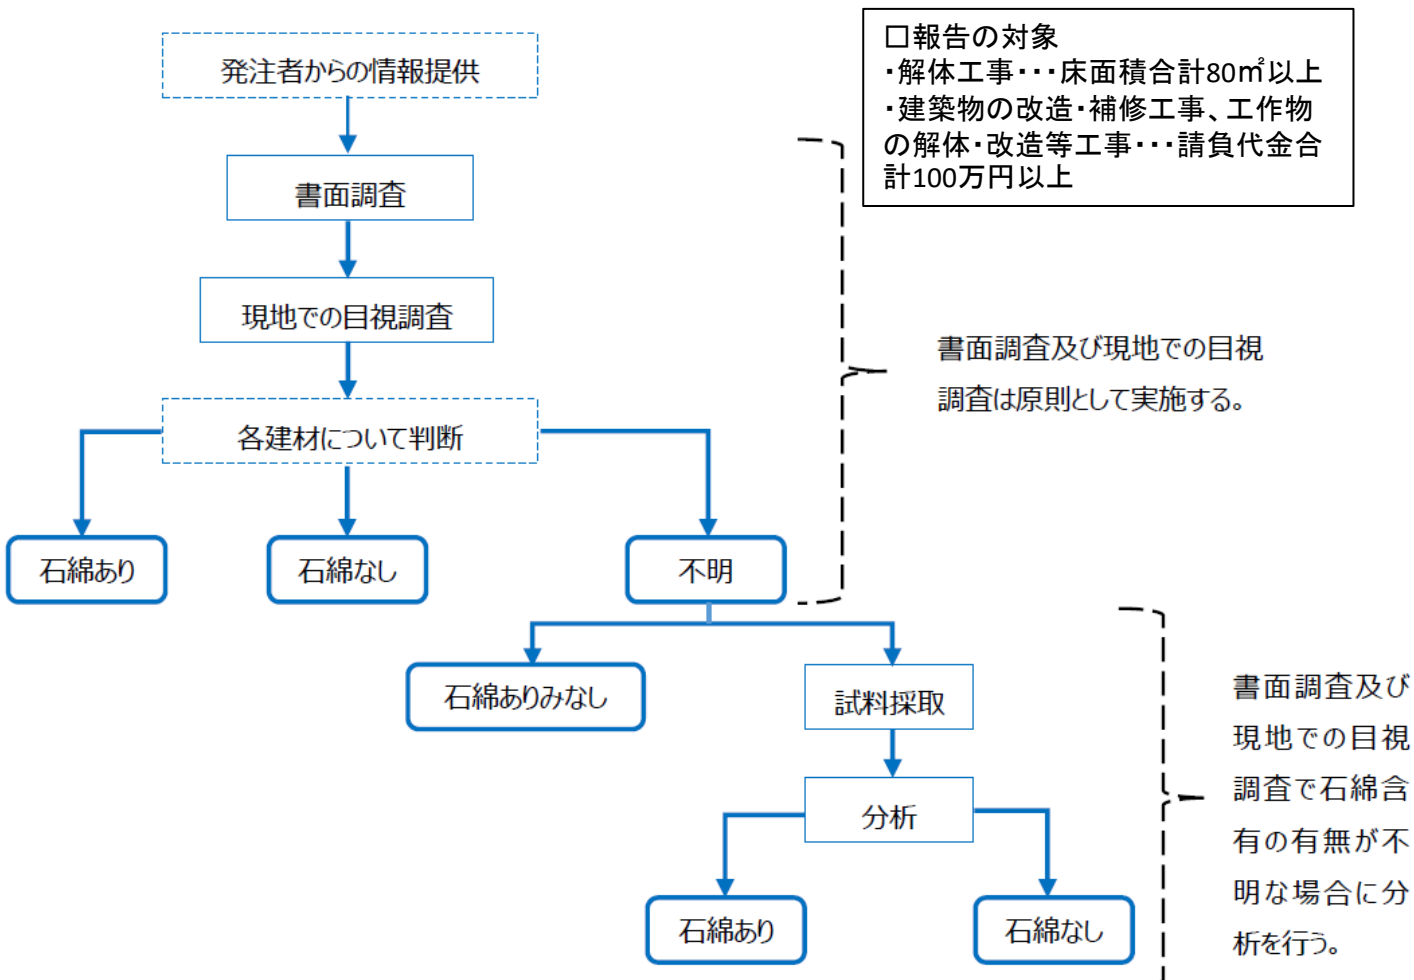 □報告の対象
・解体工事・・・床面積合計80㎡以上
・建築物の改造・補修工事、工作物
の解体・改造等工事・・・請負代金合
計100万円以上
発注者からの情報提供
書面調査
現地での目視調査
書面調査及び現地での目視
調査は原則として実施する。
各建材について判断
石綿あり
石綿なし
不明
石綿ありみなし
試料採取
分析
石綿あり
石綿なし
書面調査及び
現地での目視
調査で石綿含
有の有無が不
明な場合に分
析を行う。